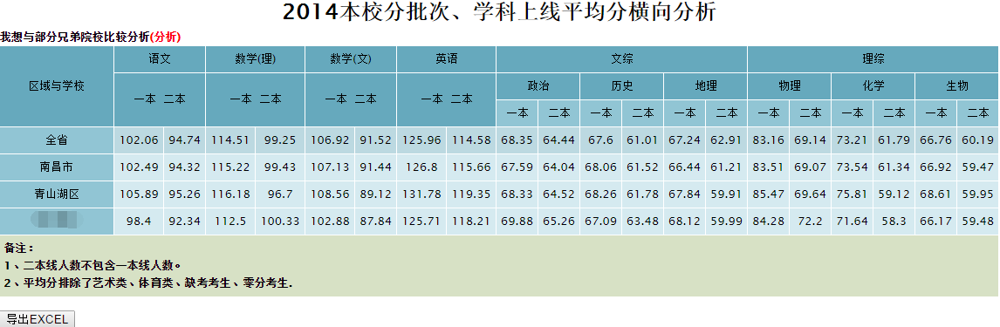 2014本校分批次、学科上线平均分横向分析
我想与部分兄弟院校比较分析(分析)
区域与学校 语文 数学(理) 数学(文) 英语 文综 理综
一本 二本 一本 二本 一本 二本 一本 二本 政治 历史 地理 物理 化学 生物
一本 二本 一本 二本 一本 二本 一本 二本 一本 二本 一本 二本
全省 102.06 94.74 114.51 99.25 106.92 91.52 125.96 114.58 68.35 64.44 67.6 61.01 67.24 62.91 83.16 69.14 73.21 61.79 66.76 60.19
南昌市 102.49 94.32 115.22 99.43 107.13 91.44 126.8 115.66 67.59 64.04 68.06 61.52 66.44 61.21 83.51 69.07 73.54 61.34 66.92 59.47
青山湖区 105.89 95.26 116.18 96.7 108.56 89.12 131.78 119.35 68.33 64.52 68.26 61.78 67.84 59.91 85.47 69.64 75.81 59.12 68.61 59.95
98.4 92.34 112.5 100.33 102.88 87.84 125.71 118.21 69.88 65.26 67.09 63.48 68.12 59.99 84.28 72.2 71.64 58.3 66.17 59.48
备注：
1、二本线人数不包含一本线人数。
2、平均分排除了艺术类、体育类、缺考考生、零分考生.
导出EXCEL